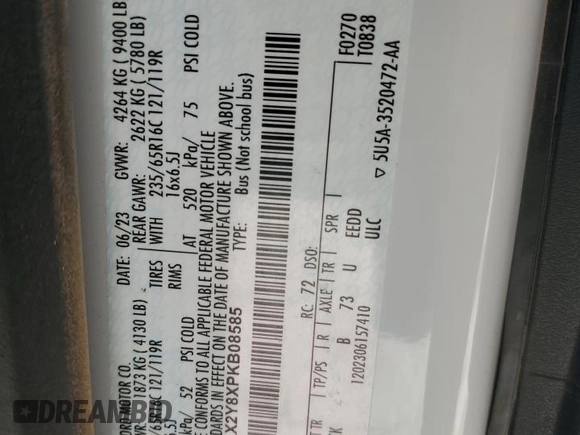 DATE: 06/23 GVWR: 4264 KG ( 9400 LB
1873 KG ( 4130 LB) REAR GAWR: 2622 KG ( 5780 LB)
121/119R TIRES WITH 235/65R16C 121/119R
RIMS 16x6.5J
kPa/ 52 PSI COLD AT 520 kPa/ 75 PSI COLD
CONFORMS TO ALL APPLICABLE FEDERAL MOTOR VEHICLE
IN EFFECT ON THE DATE OF MANUFACTURE SHOWN ABOVE.
X2Y8XPKB08585 TYPE: Bus (Not school bus)
RC: 72 DSO: F0270
T0838
TR TP/PS R AXLE TR SPR
B 73 U EEDD
1202306157410 ULC
▽ 5U5A-3520472-AA
DREAMBID